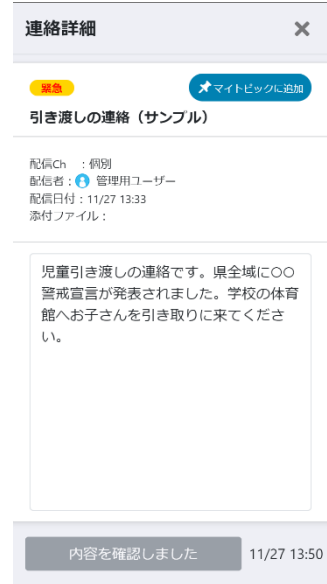 連絡詳細
緊急
マイトピックに追加
引き渡しの連絡（サンプル）
配信Ch ：個別
配信者： 管理用ユーザー
配信日付：11/27 13:33
添付ファイル：
児童引き渡しの連絡です。県全域に〇〇
警戒宣言が発表されました。学校の体育
館へお子さんを引き取りに来てくださ
い。
内容を確認しました
11/27 13:50